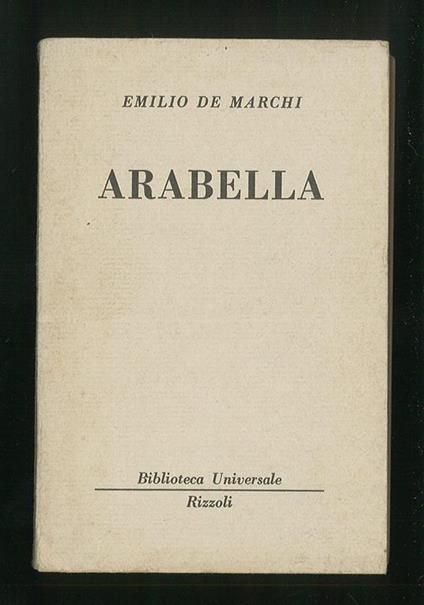 EMILIO DE MARCHI
ARABELLA
Biblioteca Universale
Rizzoli